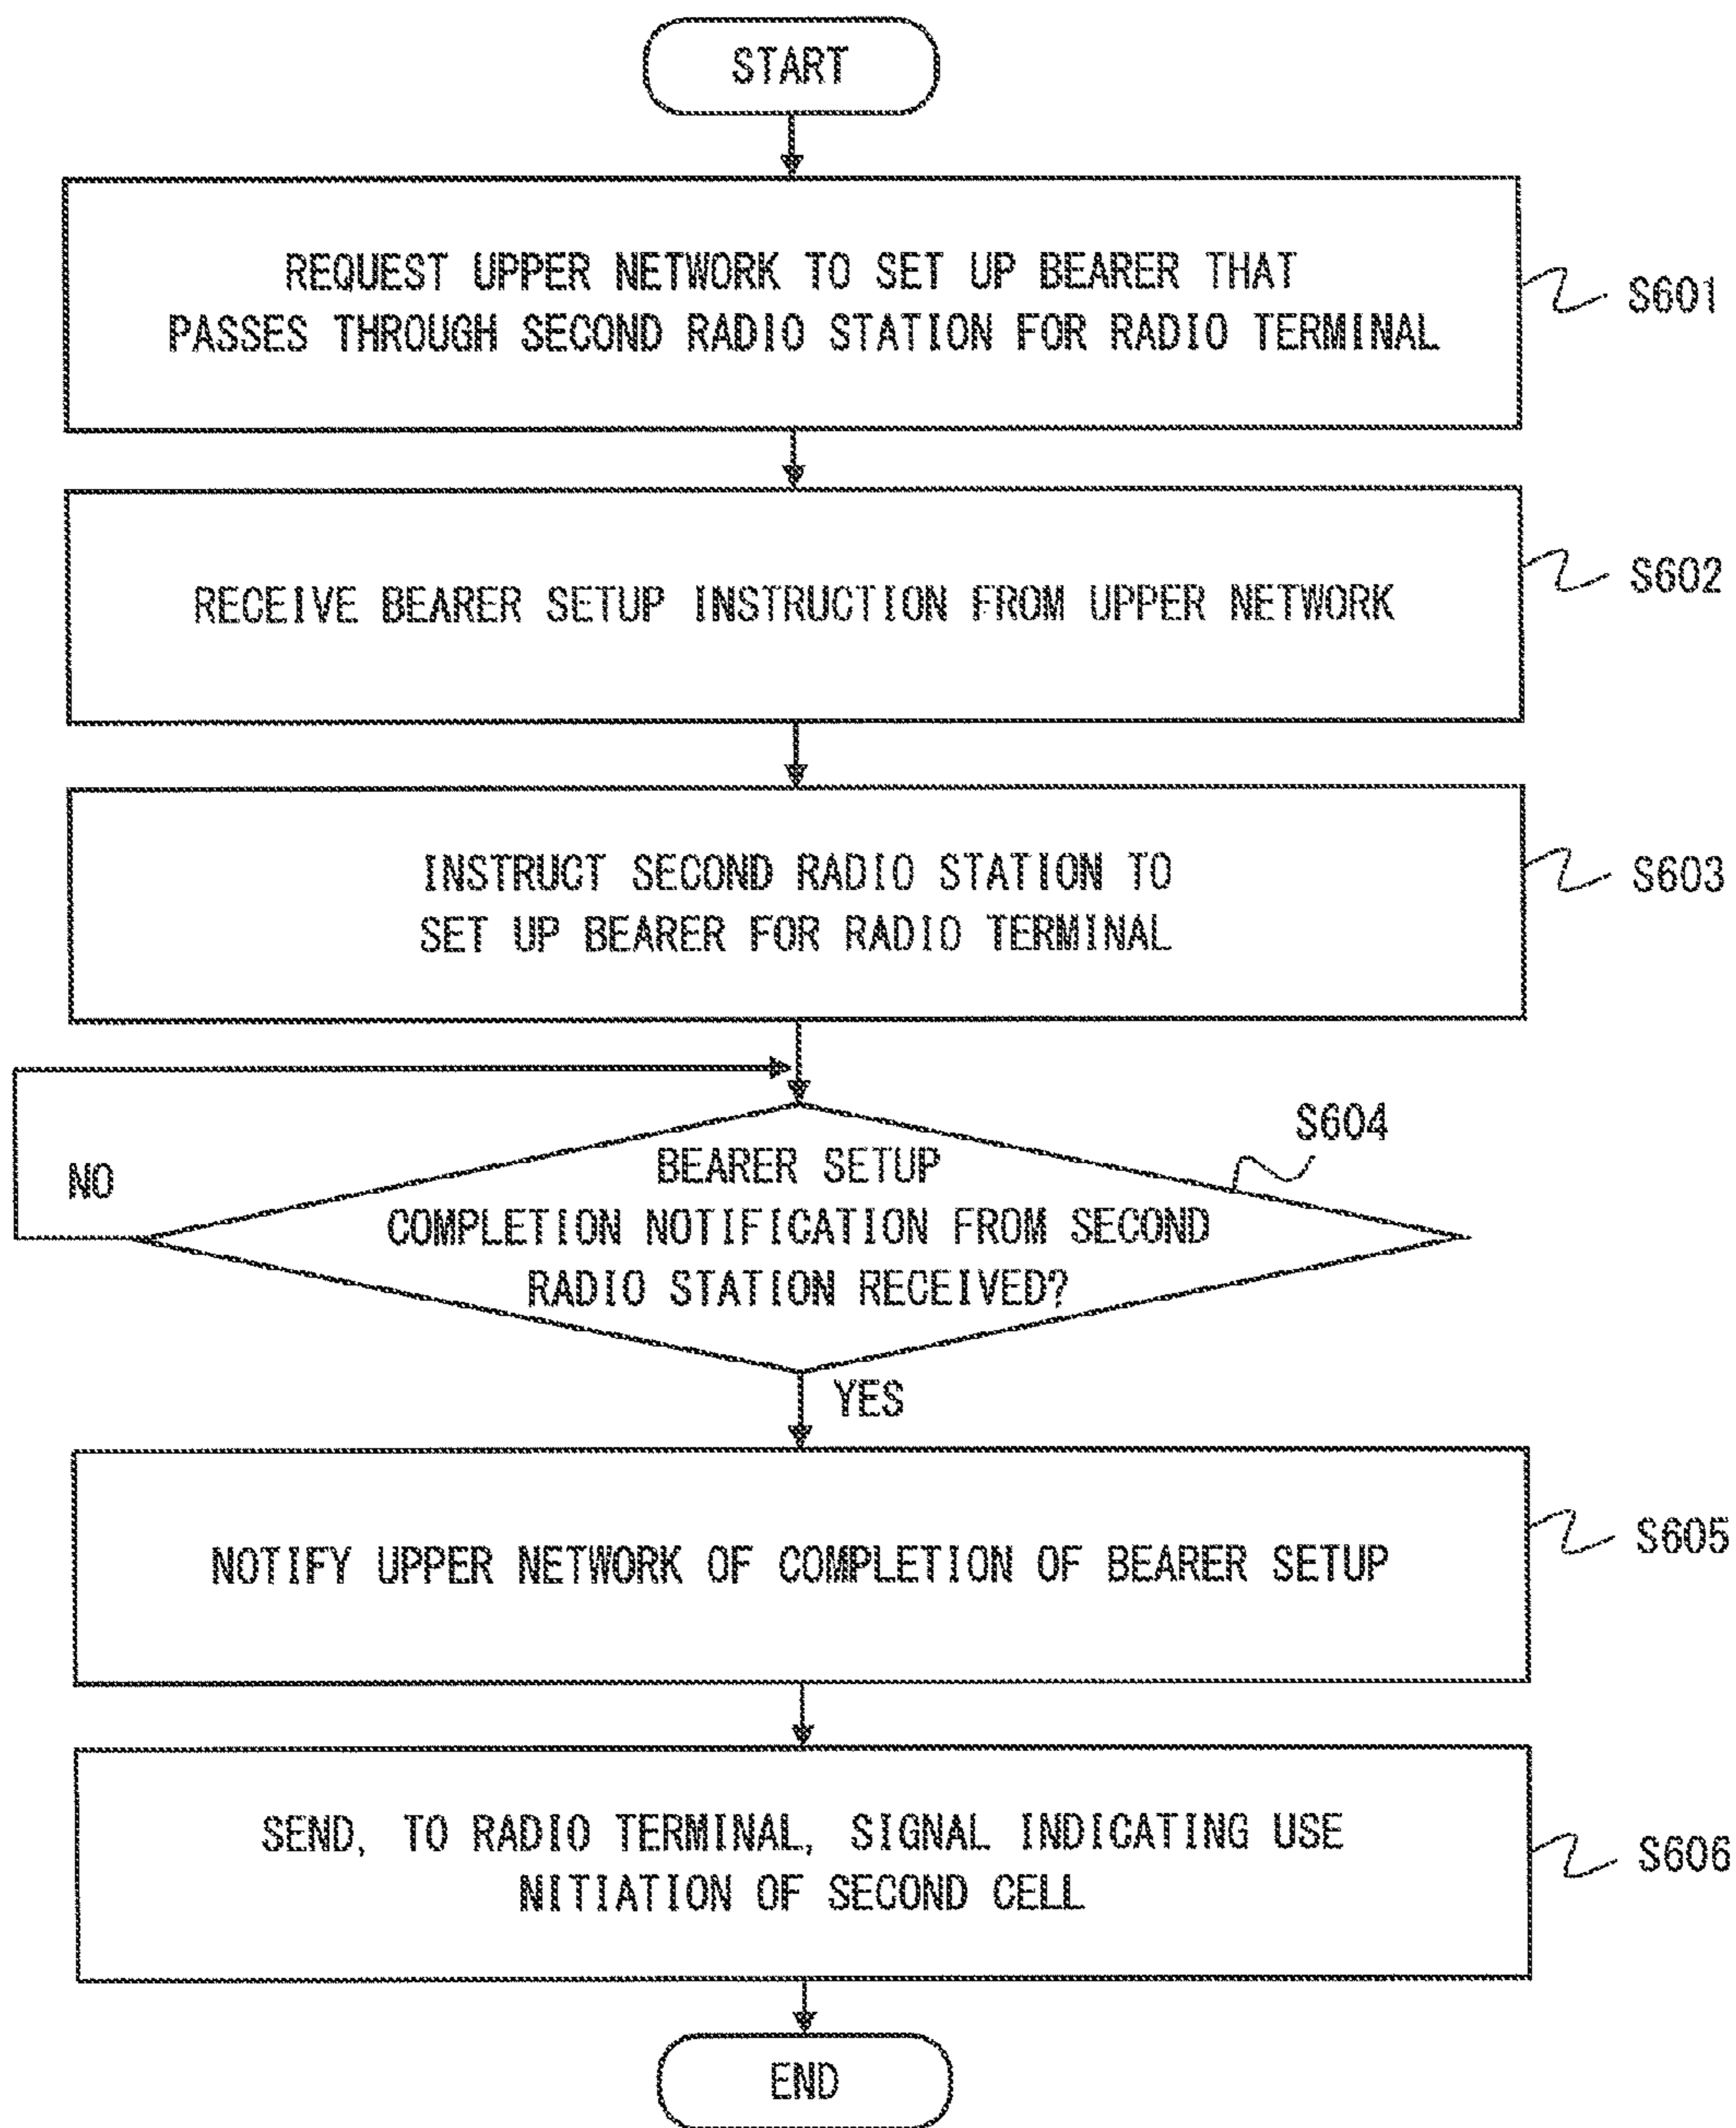 START
REQUEST UPPER NETWORK TO SET UP BEARER THAT
PASSES THROUGH SECOND RADIO STATION FOR RADIO TERMINAL
S601
RECEIVE BEARER SETUP INSTRUCTION FROM UPPER NETWORK
S602
INSTRUCT SECOND RADIO STATION TO
SET UP BEARER FOR RADIO TERMINAL
S603
S604
NO
BEARER SETUP
COMPLETION NOTIFICATION FROM SECOND
RADIO STATION RECEIVED?
YES
NOTIFY UPPER NETWORK OF COMPLETION OF BEARER SETUP
S605
SEND, TO RADIO TERMINAL, SIGNAL INDICATING USE
NITIATION OF SECOND CELL
S606
END